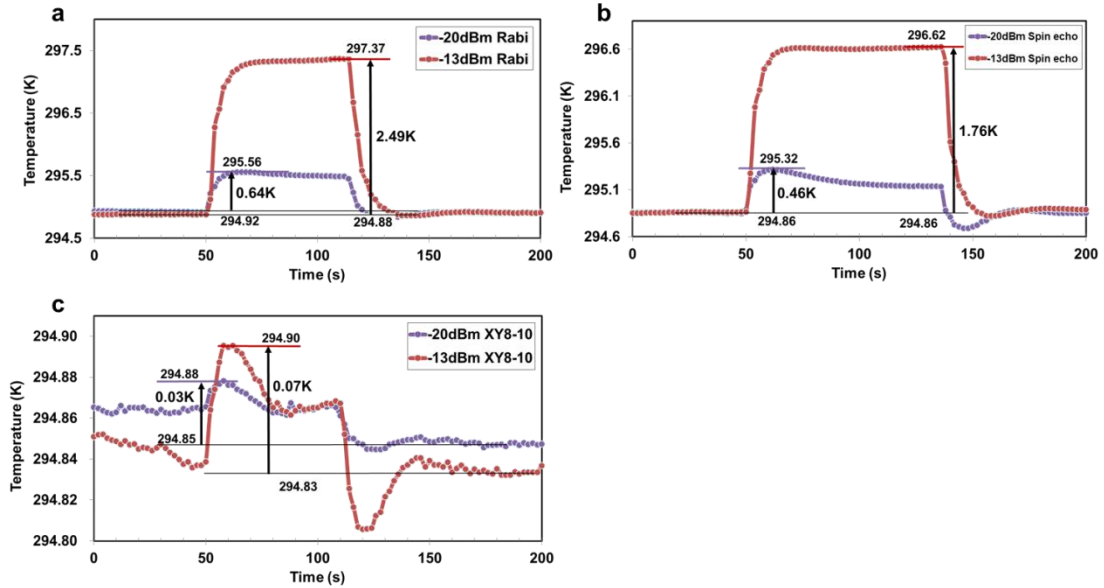 a
297.5
296.5
295.5
294.5
Temperature (K)
-20dBm Rabi
-13dBm Rabi
297.37
2.49K
295.56
0.64K
294.92
294.88
0
50
100
150
200
Time (s)
b
296.6
296.1
295.6
295.1
294.6
Temperature (K)
-20dBm Spin echo
-13dBm Spin echo
296.62
1.76K
295.32
0.46K
294.86
294.86
0
50
100
150
200
Time (s)
c
294.90
294.88
294.86
294.84
294.82
294.80
Temperature (K)
-20dBm XY8-10
-13dBm XY8-10
294.90
294.88
0.07K
0.03K
294.85
294.83
0
50
100
150
200
Time (s)